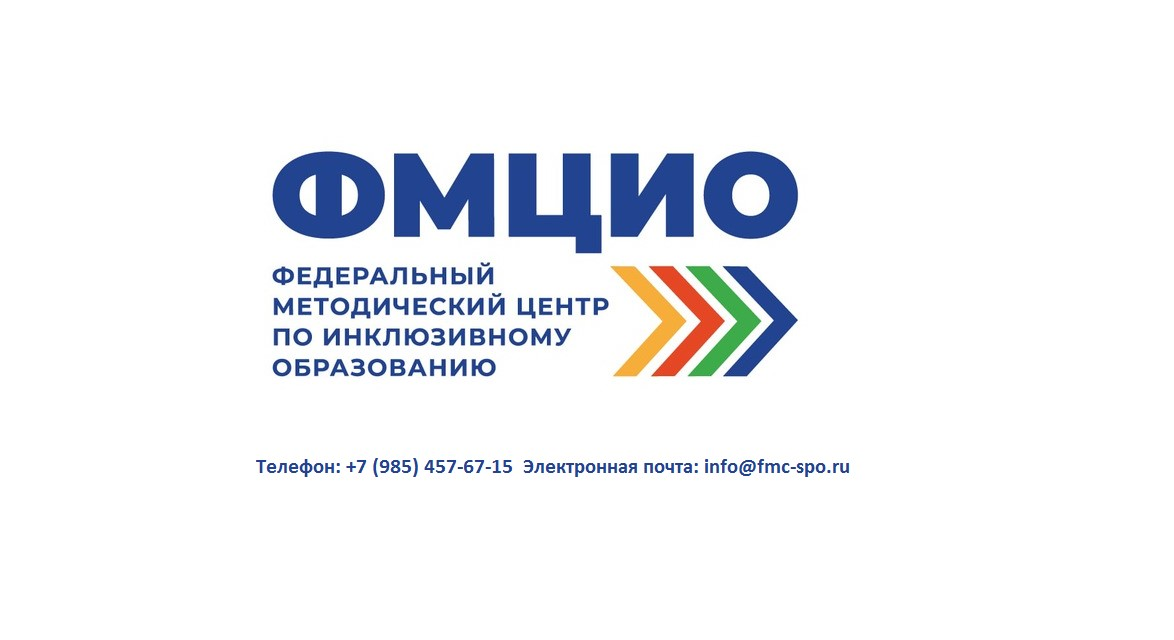 ФМЦИО
ФЕДЕРАЛЬНЫЙ
МЕТОДИЧЕСКИЙ ЦЕНТР
ПО ИНКЛЮЗИВНОМУ
ОБРАЗОВАНИЮ
Телефон: +7 (985) 457-67-15 Электронная почта: info@fmc-spo.ru